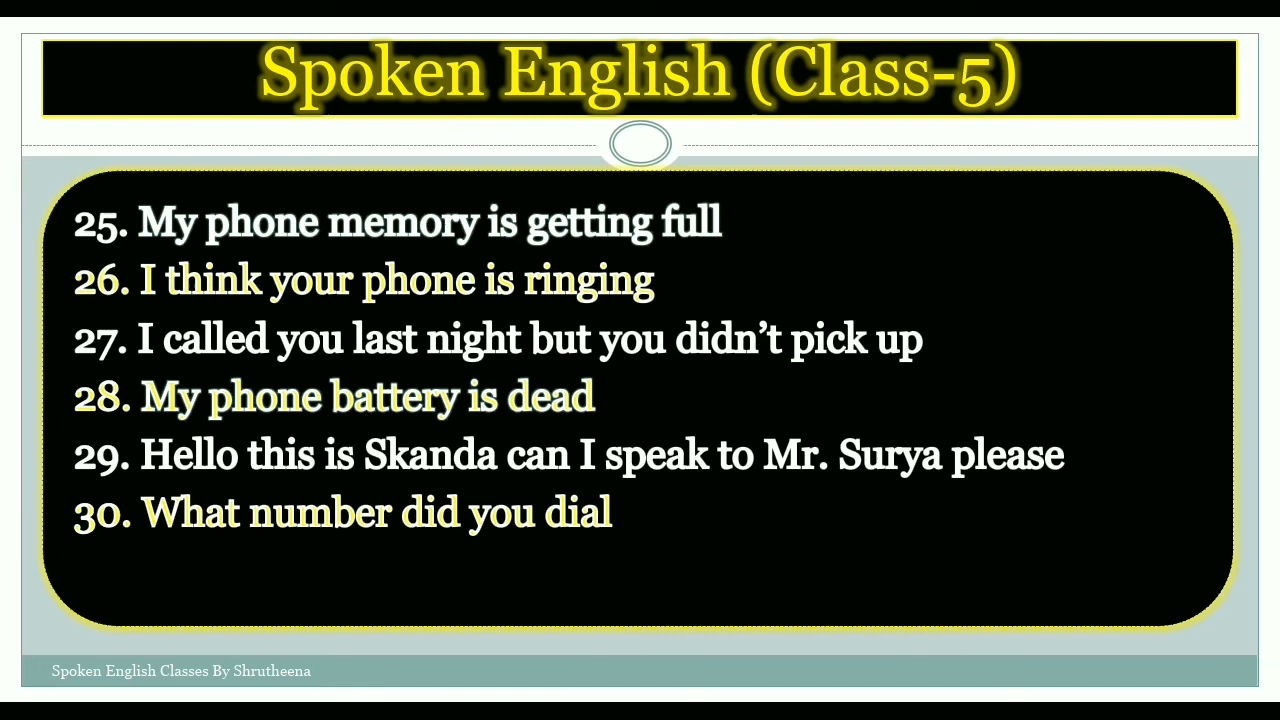 Spoken English (Class-5)
25. My phone memory is getting full
26. I think your phone is ringing
27. I called you last night but you didn’t pick up
28. My phone battery is dead
29. Hello this is Skanda can I speak to Mr. Surya please
30. What number did you dial
Spoken English Classes By Shrutheena